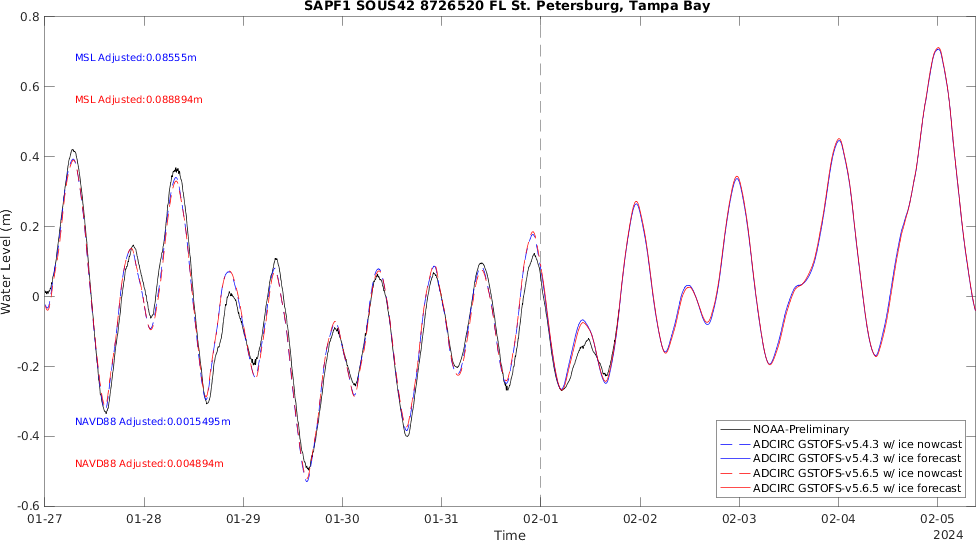 SAPF1 SOUS42 8726520 FL St. Petersburg, Tampa Bay
0.8
MSL Adjusted:0.08555m
0.6
MSL Adjusted:0.088894m
0.4
0.2
Water Level (m)
0
-0.2
NAVD88 Adjusted:0.0015495m
-0.4
NAVD88 Adjusted:0.004894m
NOAA-Preliminary
ADCIRC GSTOFS-v5.4.3 w/ ice nowcast
ADCIRC GSTOFS-v5.4.3 w/ ice forecast
ADCIRC GSTOFS-v5.6.5 w/ ice nowcast
ADCIRC GSTOFS-v5.6.5 w/ ice forecast
-0.6
01-27 01-28 01-29 01-30 01-31 02-01 02-02 02-03 02-04 02-05
Time
2024